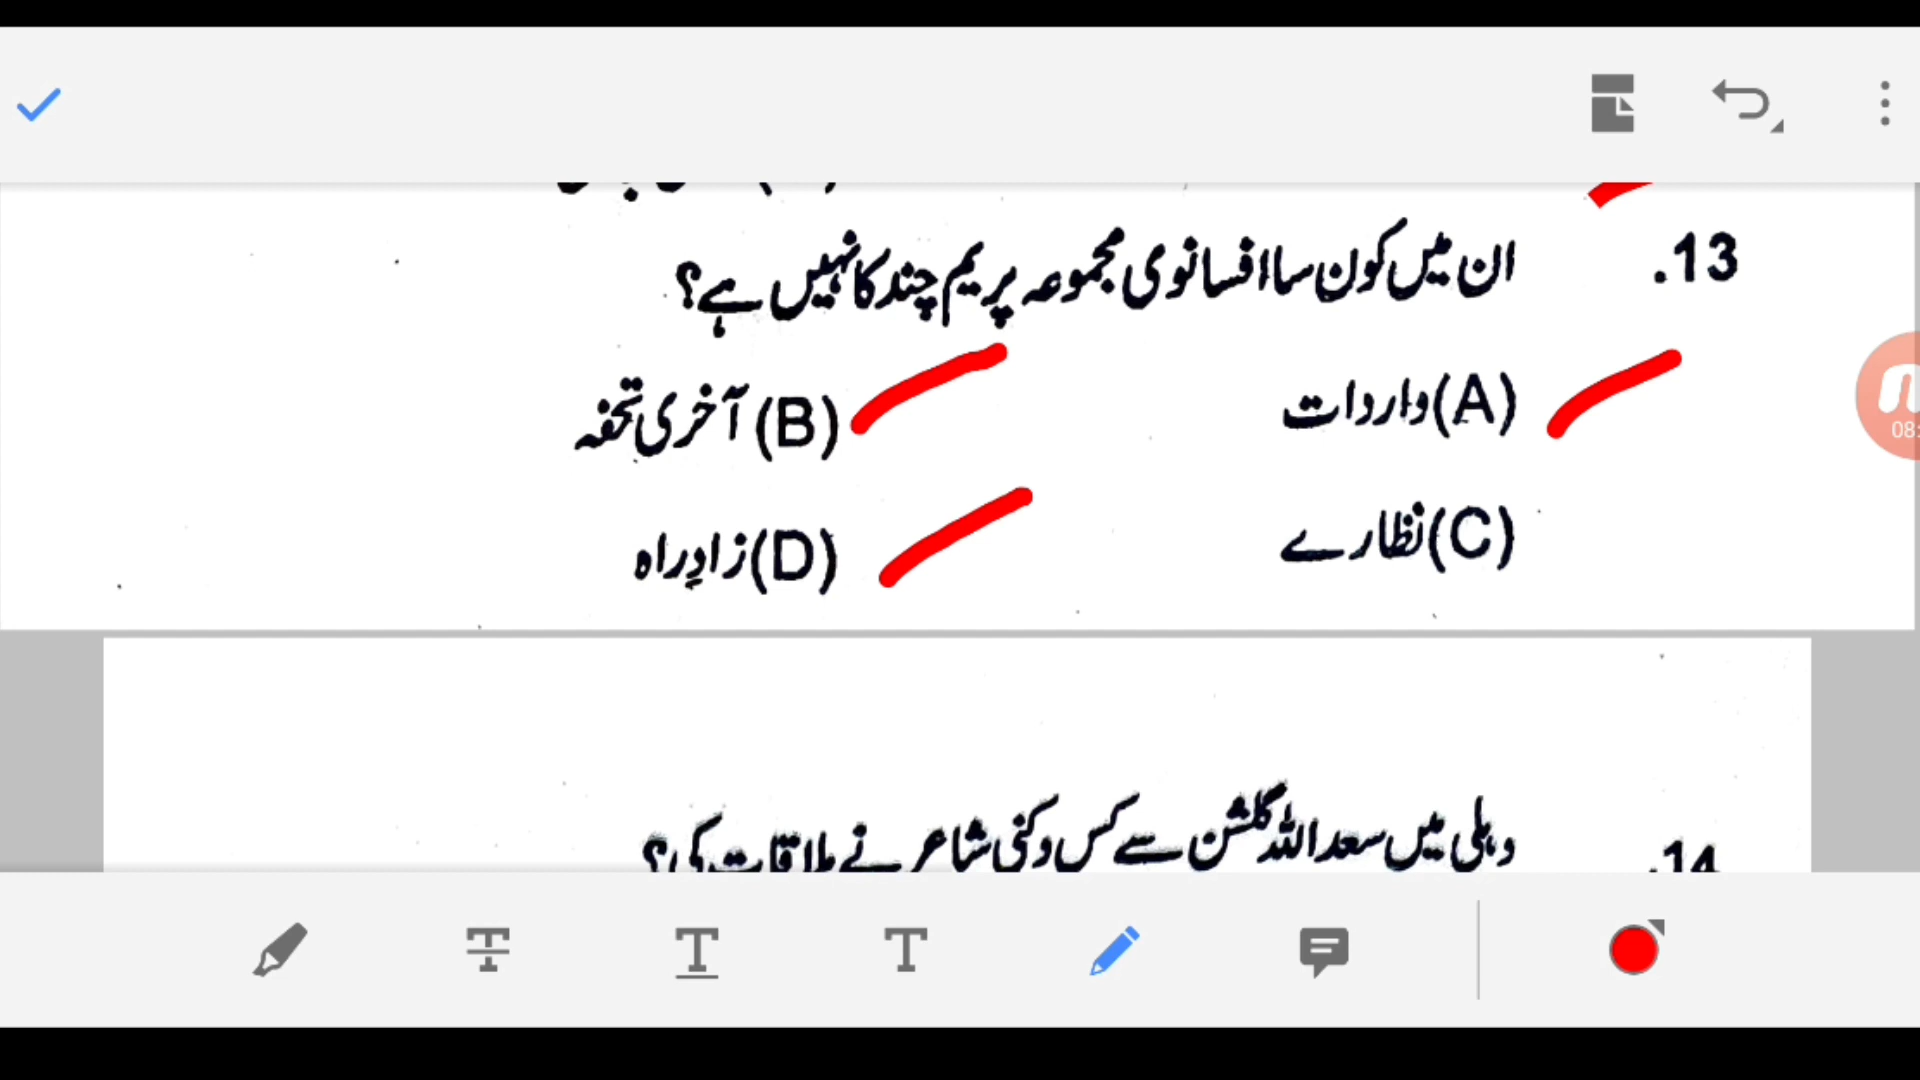 13. ان میں کون سا افسانوی مجموعہ پریم چند کا نہیں ہے؟
(A) واردات (B) آخری تحفہ
(C) نظارے (D) زادِ راہ
14. دہلی میں سعد اللہ گلشن سے کس دکنی شاعر نے ملاقات کی؟
08:
T T T